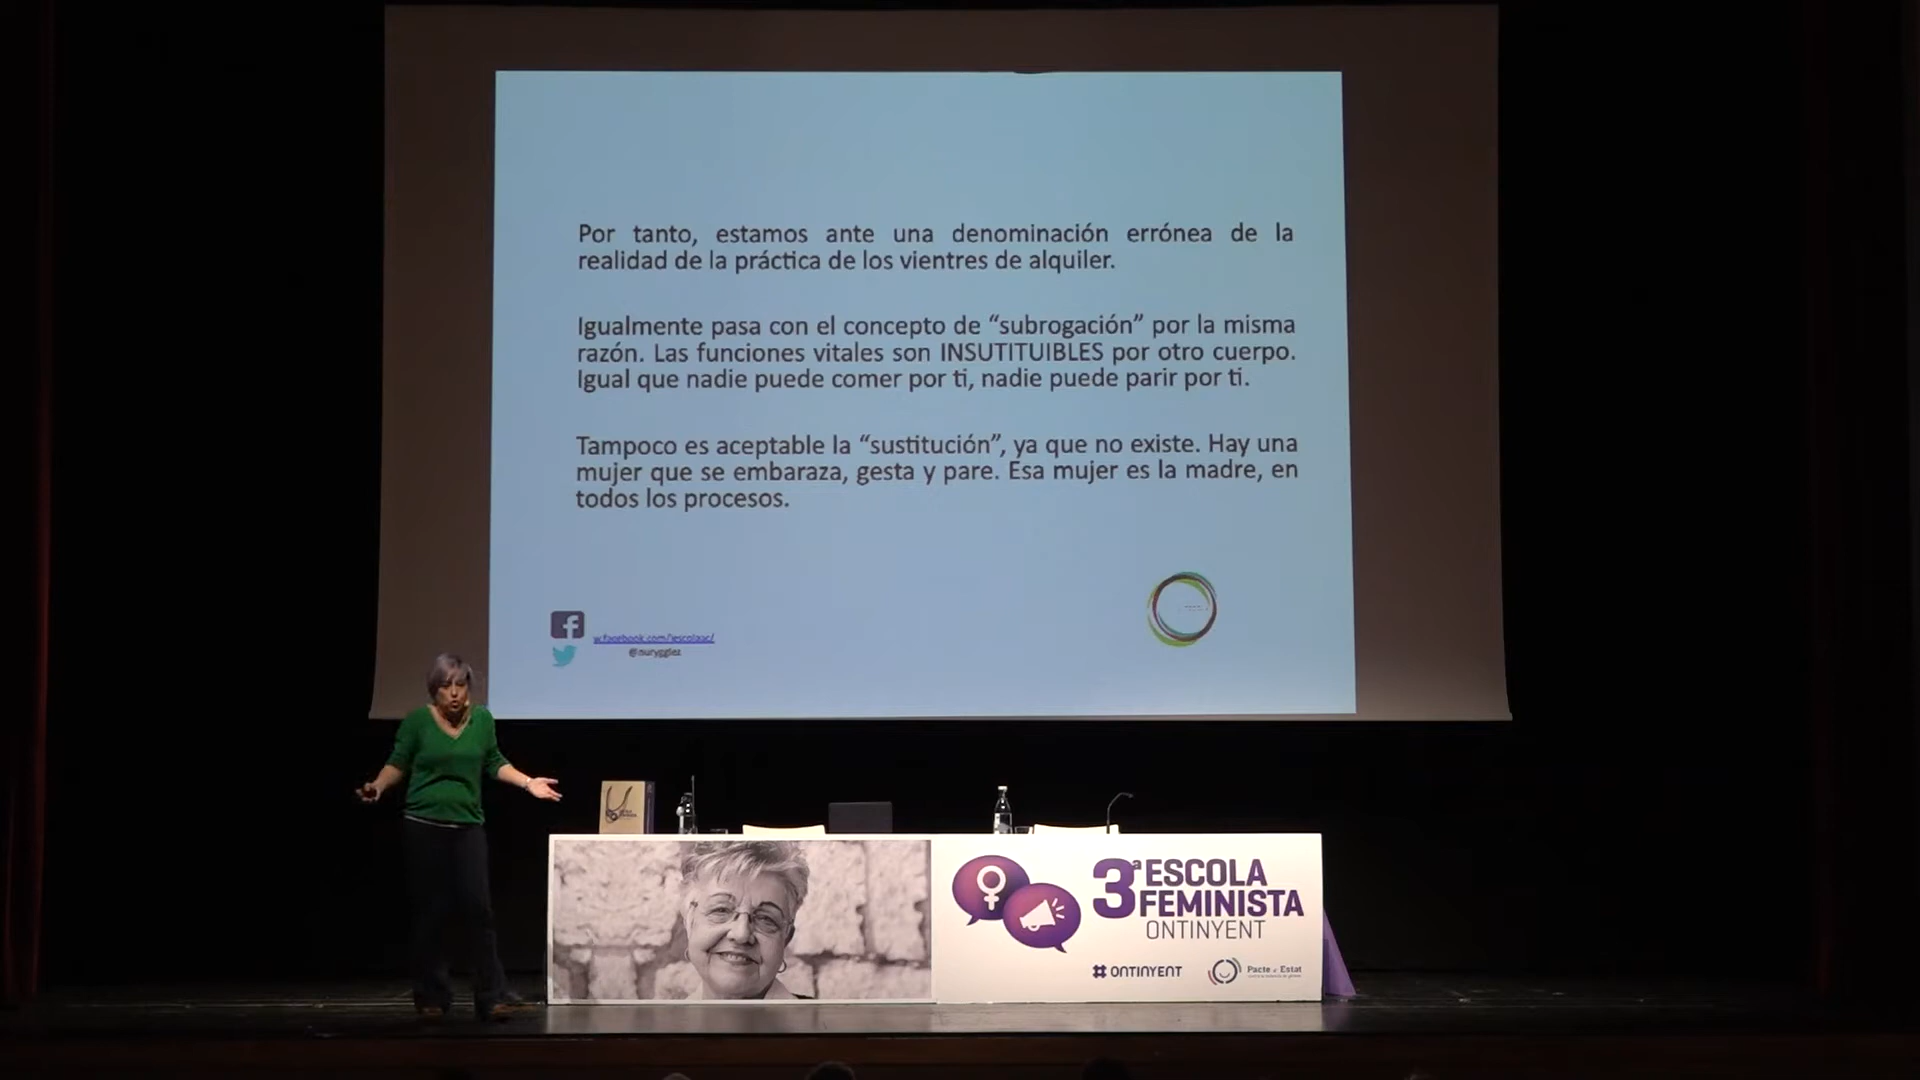 Por tanto, estamos ante una denominación errónea de la
realidad de la práctica de los vientres de alquiler.
Igualmente pasa con el concepto de “subrogación” por la misma
razón. Las funciones vitales son INSUTITUIBLES por otro cuerpo.
Igual que nadie puede comer por ti, nadie puede parir por ti.
Tampoco es aceptable la “sustitución”, ya que no existe. Hay una
mujer que se embaraza, gesta y pare. Esa mujer es la madre, en
todos los procesos.
3ª ESCOLA
FEMINISTA
ONTINYENT
ONTINYENT
Pacte d Estat